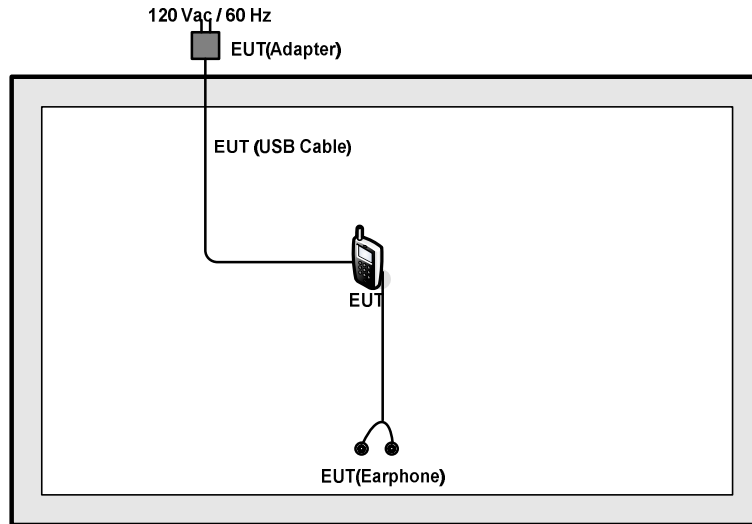 120 Vac / 60 Hz
EUT(Adapter)
EUT (USB Cable)
EUT
EUT(Earphone)